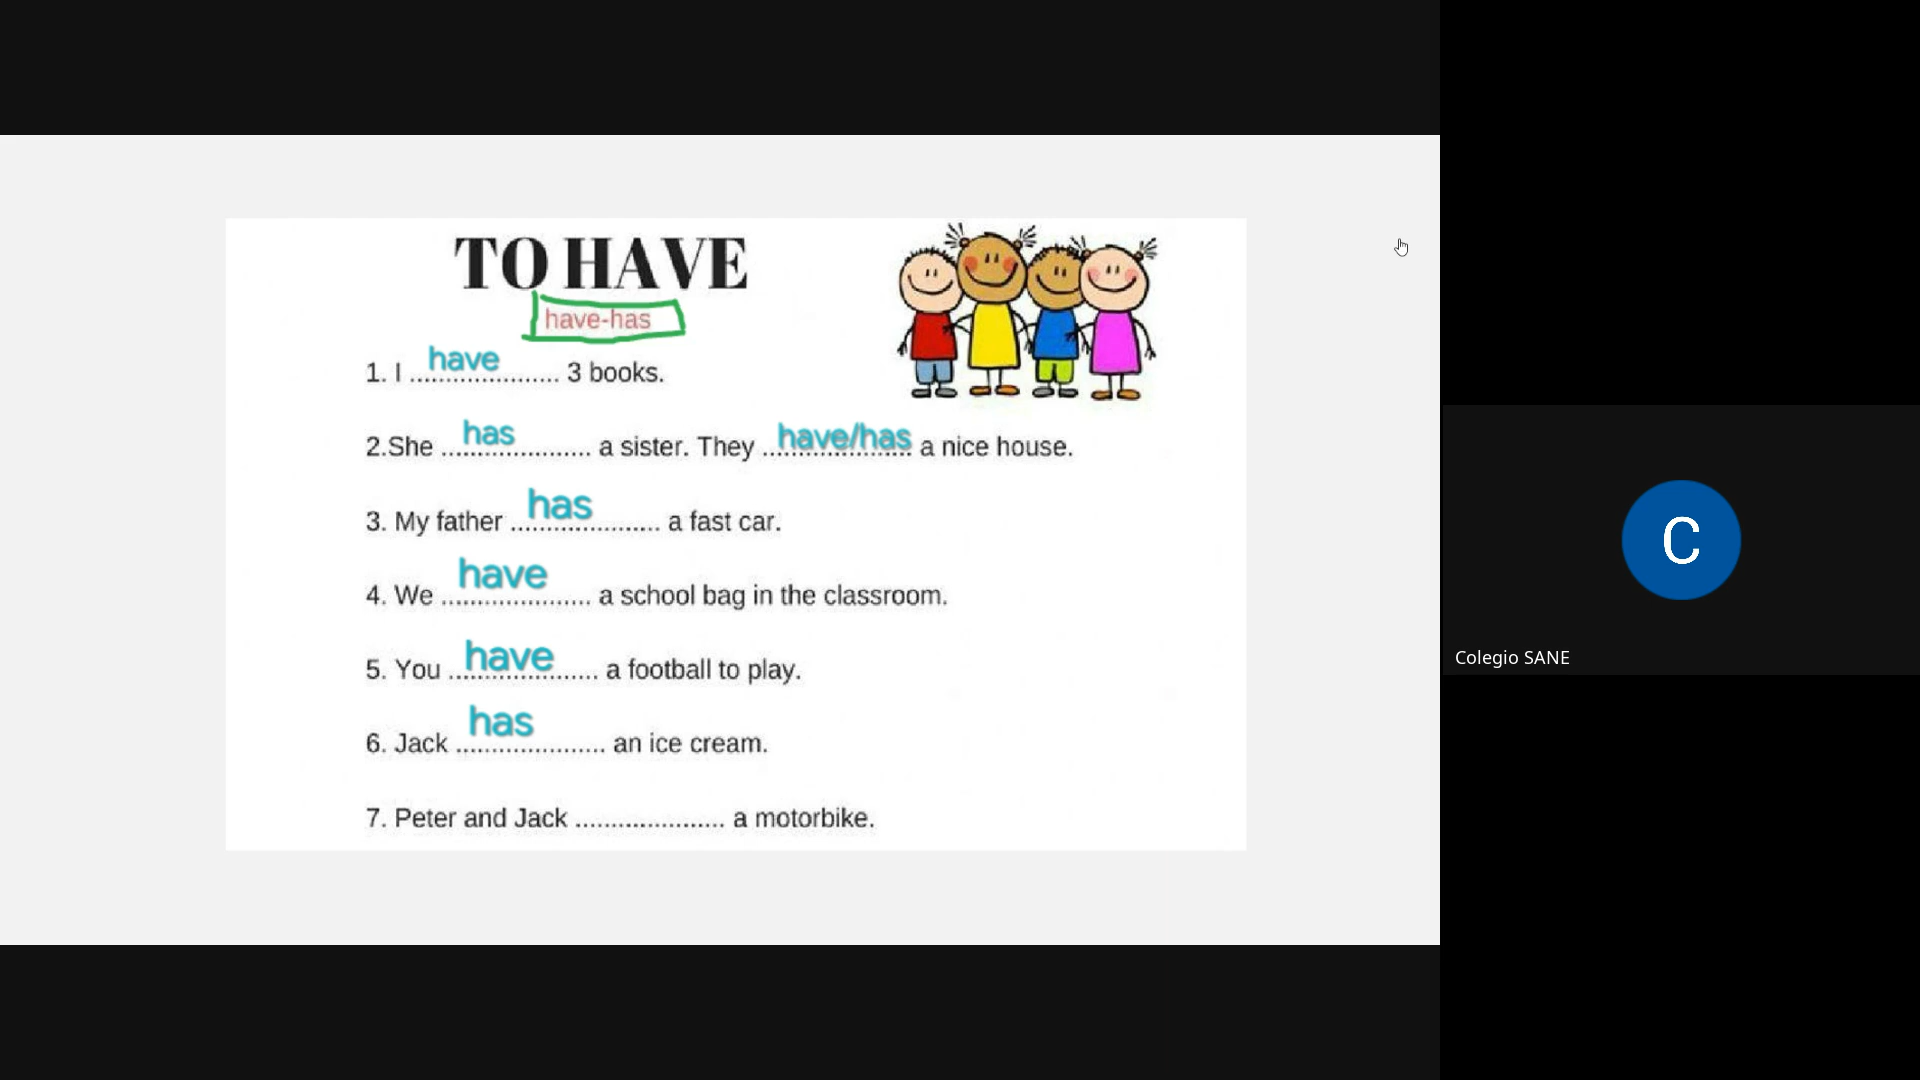 TO HAVE
have-has
1. I have ..................... 3 books.
2.She has ..................... a sister. They have/has ..................... a nice house.
3. My father has ..................... a fast car.
4. We have ..................... a school bag in the classroom.
5. You have ..................... a football to play.
6. Jack has ..................... an ice cream.
7. Peter and Jack ..................... a motorbike.
C
Colegio SANE